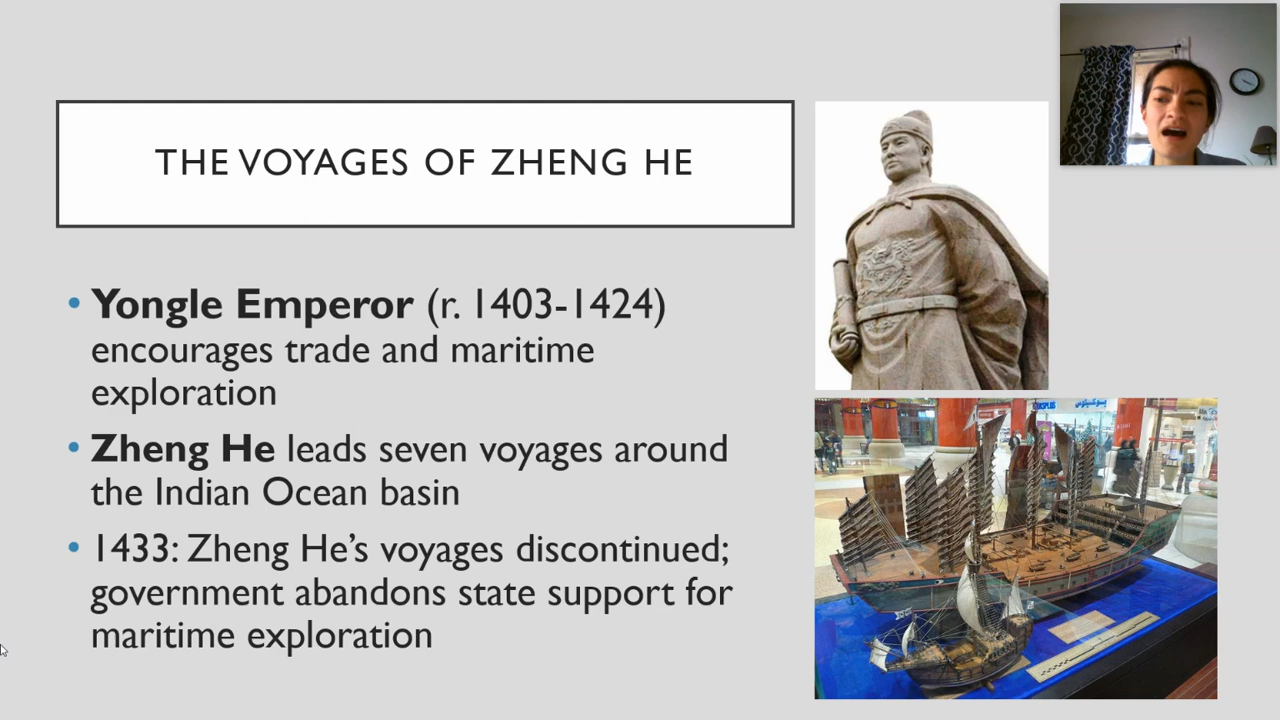 THE VOYAGES OF ZHENG HE
• Yongle Emperor (r. 1403-1424)
encourages trade and maritime
exploration
• Zheng He leads seven voyages around
the Indian Ocean basin
• 1433: Zheng He’s voyages discontinued;
government abandons state support for
maritime exploration